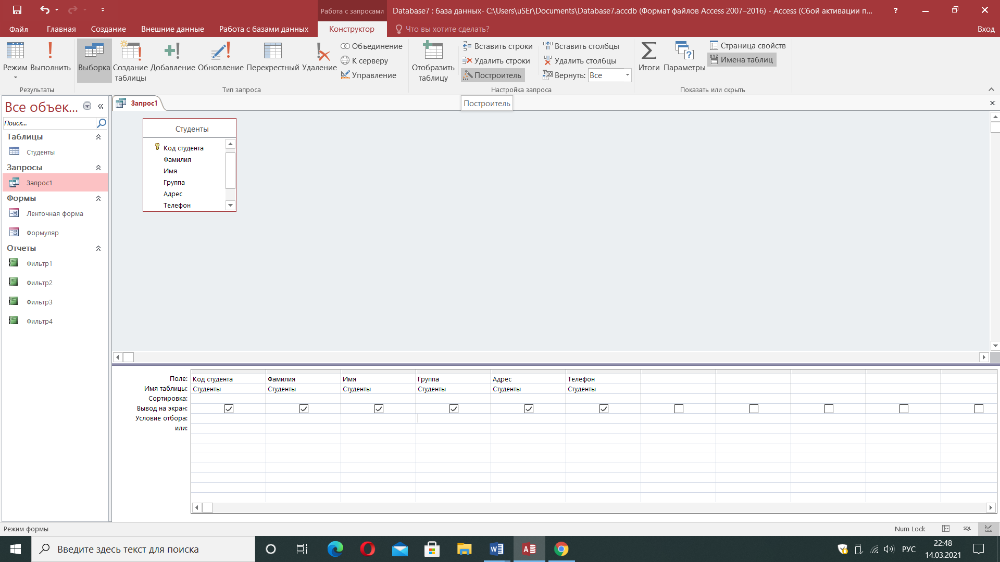 Работа с запросами
Database7 : база данных- C:\Users\uSEr\Documents\Database7.accdb (Формат файлов Access 2007–2016) - Access (Сбой активации п...
?
Файл
Главная
Создание
Внешние данные
Работа с базами данных
Конструктор
Что вы хотите сделать?
Вход
Режим
Выполнить
Результаты
Выборка
Создание
таблицы
Добавление
Обновление
Перекрестный
Удаление
Объединение
К серверу
Управление
Тип запроса
Отобразить
таблицу
Вставить строки
Удалить строки
Построитель
Вставить столбцы
Удалить столбцы
Вернуть: Все
Настройка запроса
Итоги
Параметры
Страница свойств
XYZ Имена таблиц
Показать или скрыть
Построитель
Все объек...
Поиск...
Таблицы
Студенты
Запросы
Запрос1
Формы
Ленточная форма
Формуляр
Отчеты
Фильтр1
Фильтр2
Фильтр3
Фильтр4
Запрос1
Студенты
Код студента
Фамилия
Имя
Группа
Адрес
Телефон
Поле: Код студента Фамилия Имя Группа Адрес Телефон
Имя таблицы: Студенты Студенты Студенты Студенты Студенты Студенты
Сортировка:
Вывод на экран:
Условие отбора:
или:
Режим формы
Num Lock
SQL
Введите здесь текст для поиска
РУС
22:48
14.03.2021